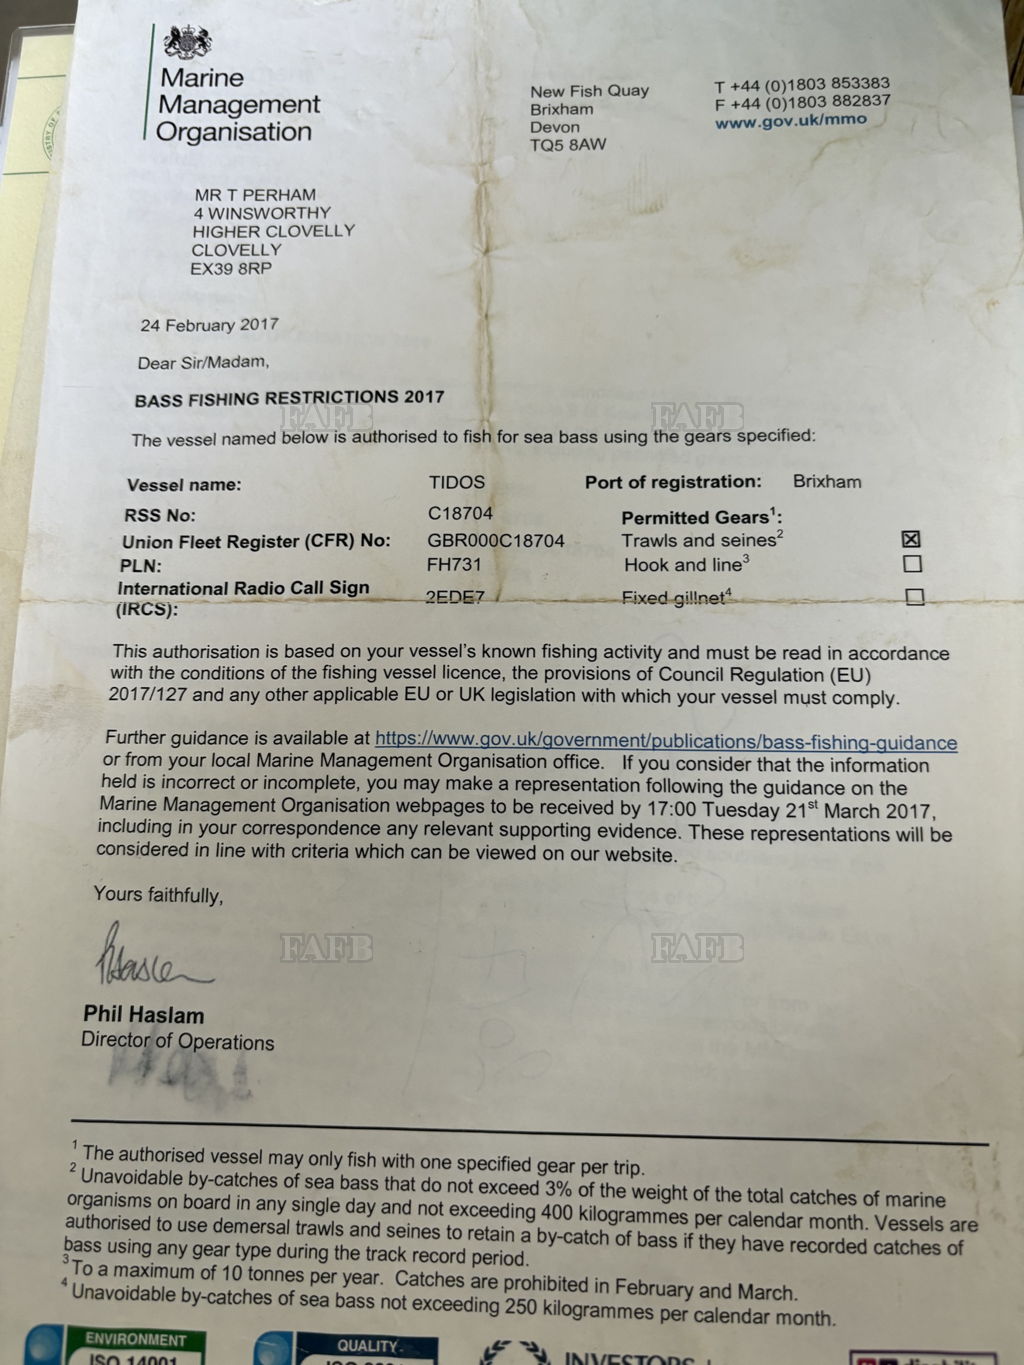 Marine
Management
Organisation
New Fish Quay
Brixham
Devon
TQ5 8AW
T +44 (0)1803 853383
F +44 (0)1803 882837
www.gov.uk/mmo
MR T PERHAM
4 WINSWORTHY
HIGHER CLOVELLY
CLOVELLY
EX39 8RP
24 February 2017
Dear Sir/Madam,
BASS FISHING RESTRICTIONS 2017
FAFB FAFB
The vessel named below is authorised to fish for sea bass using the gears specified:
Vessel name: TIDOS Port of registration: Brixham
RSS No: C18704 Permitted Gears¹:
Union Fleet Register (CFR) No: GBR000C18704 Trawls and seines² ☒
PLN: FH731 Hook and line³ ☐
International Radio Call Sign
(IRCS): 2EDE7 Fixed gillnet⁴ ☐
This authorisation is based on your vessel's known fishing activity and must be read in accordance
with the conditions of the fishing vessel licence, the provisions of Council Regulation (EU)
2017/127 and any other applicable EU or UK legislation with which your vessel must comply.
Further guidance is available at https://www.gov.uk/government/publications/bass-fishing-guidance
or from your local Marine Management Organisation office. If you consider that the information
held is incorrect or incomplete, you may make a representation following the guidance on the
Marine Management Organisation webpages to be received by 17:00 Tuesday 21st March 2017,
including in your correspondence any relevant supporting evidence. These representations will be
considered in line with criteria which can be viewed on our website.
Yours faithfully,
FAFB FAFB
Phil Haslam
Director of Operations
¹ The authorised vessel may only fish with one specified gear per trip.
² Unavoidable by-catches of sea bass that do not exceed 3% of the weight of the total catches of marine
organisms on board in any single day and not exceeding 400 kilogrammes per calendar month. Vessels are
authorised to use demersal trawls and seines to retain a by-catch of bass if they have recorded catches of
bass using any gear type during the track record period.
³ To a maximum of 10 tonnes per year. Catches are prohibited in February and March.
⁴ Unavoidable by-catches of sea bass not exceeding 250 kilogrammes per calendar month.
ENVIRONMENT
ISO 14001
QUALITY
INVESTORS